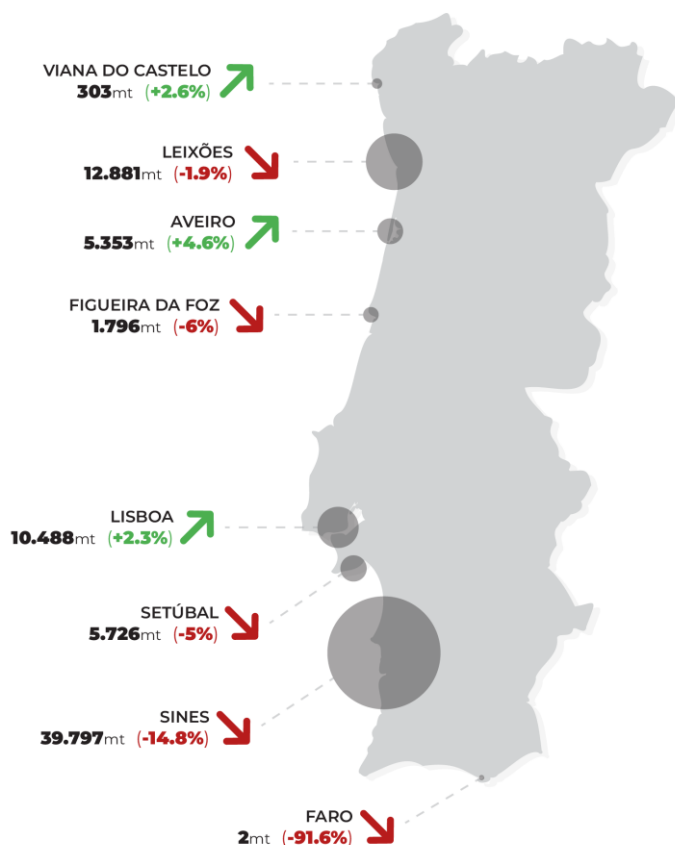 VIANA DO CASTELO
303mt (+2.6%)
LEIXÕES
12.881mt (-1.9%)
AVEIRO
5.353mt (+4.6%)
FIGUEIRA DA FOZ
1.796mt (-6%)
LISBOA
10.488mt (+2.3%)
SETÚBAL
5.726mt (-5%)
SINES
39.797mt (-14.8%)
FARO
2mt (-91.6%)